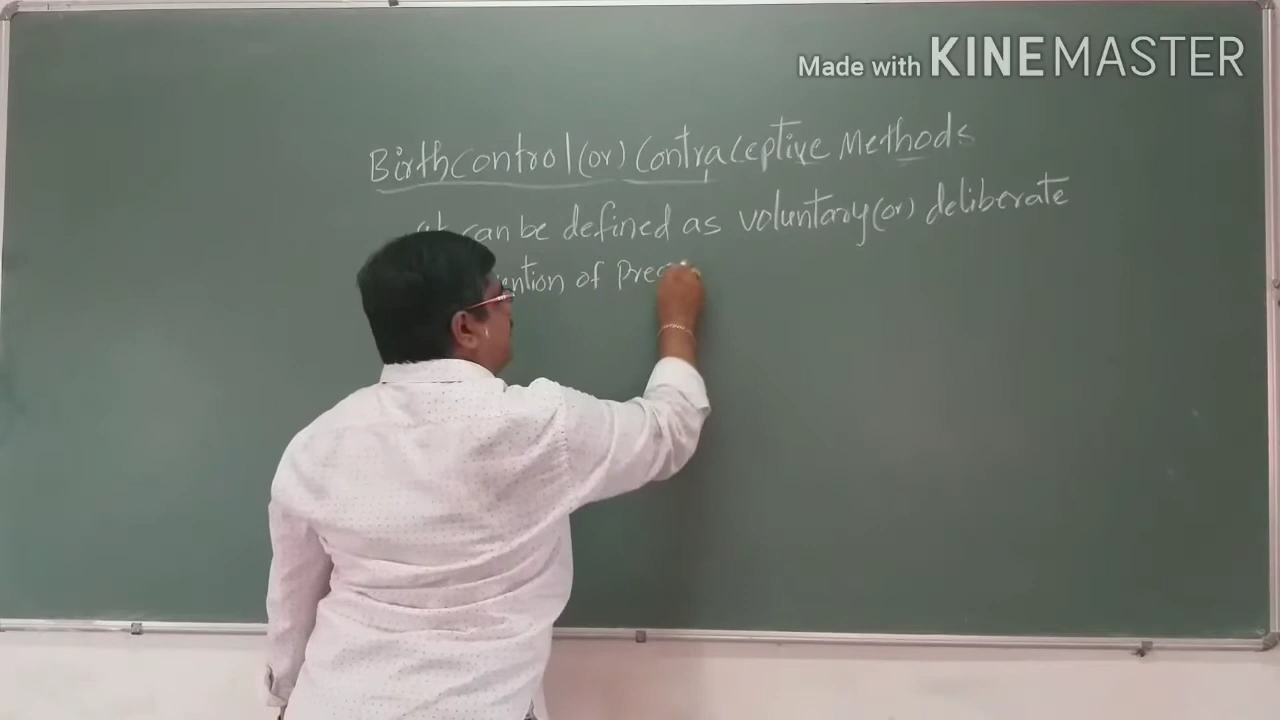 Made with KINEMASTER
Birthcontrol (or) Contraceptive Methods
can be defined as voluntary (or) deliberate
of